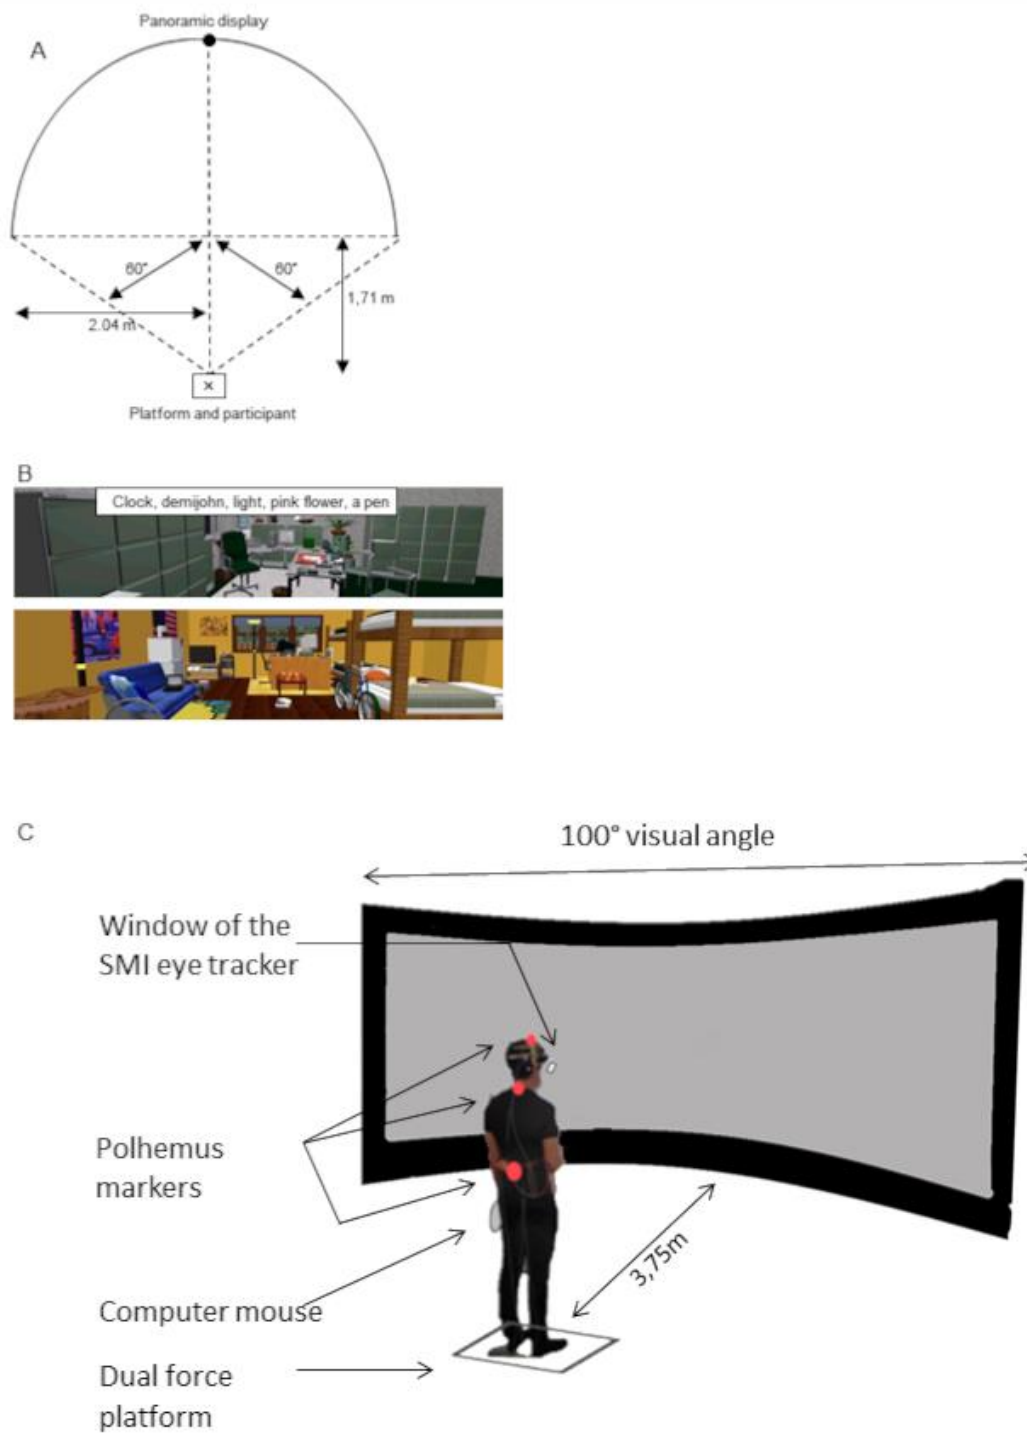 Panoramic display
A
60°
60°
1,71 m
2.04 m
×
Platform and participant
B
Clock, demijohn, light, pink flower, a pen
C
100° visual angle
Window of the
SMI eye tracker
Polhemus
markers
3,75m
Computer mouse
Dual force
platform